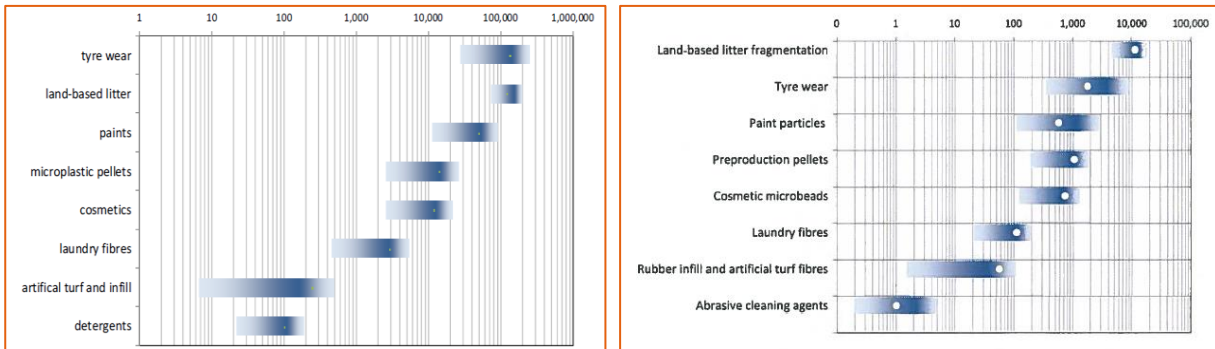 1 10 100 1,000 10,000 100,000 1,000,000
tyre wear
land-based litter
paints
microplastic pellets
cosmetics
laundry fibres
artifical turf and infill
detergents
0 1 10 100 1,000 10,000 100,000
Land-based litter fragmentation
Tyre wear
Paint particles
Preproduction pellets
Cosmetic microbeads
Laundry fibres
Rubber infill and artificial turf fibres
Abrasive cleaning agents